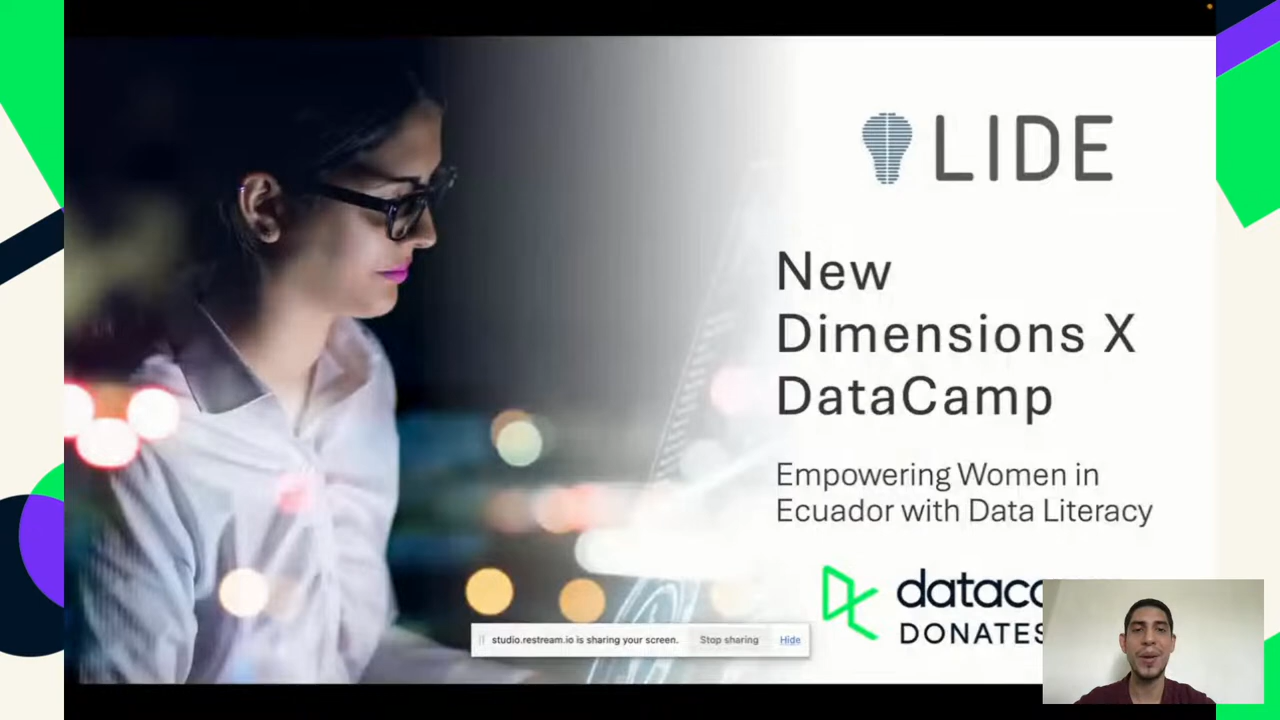 LIDE
New
Dimensions X
DataCamp
Empowering Women in
Ecuador with Data Literacy
DONATES
studio.restream.io is sharing your screen. Stop sharing Hide